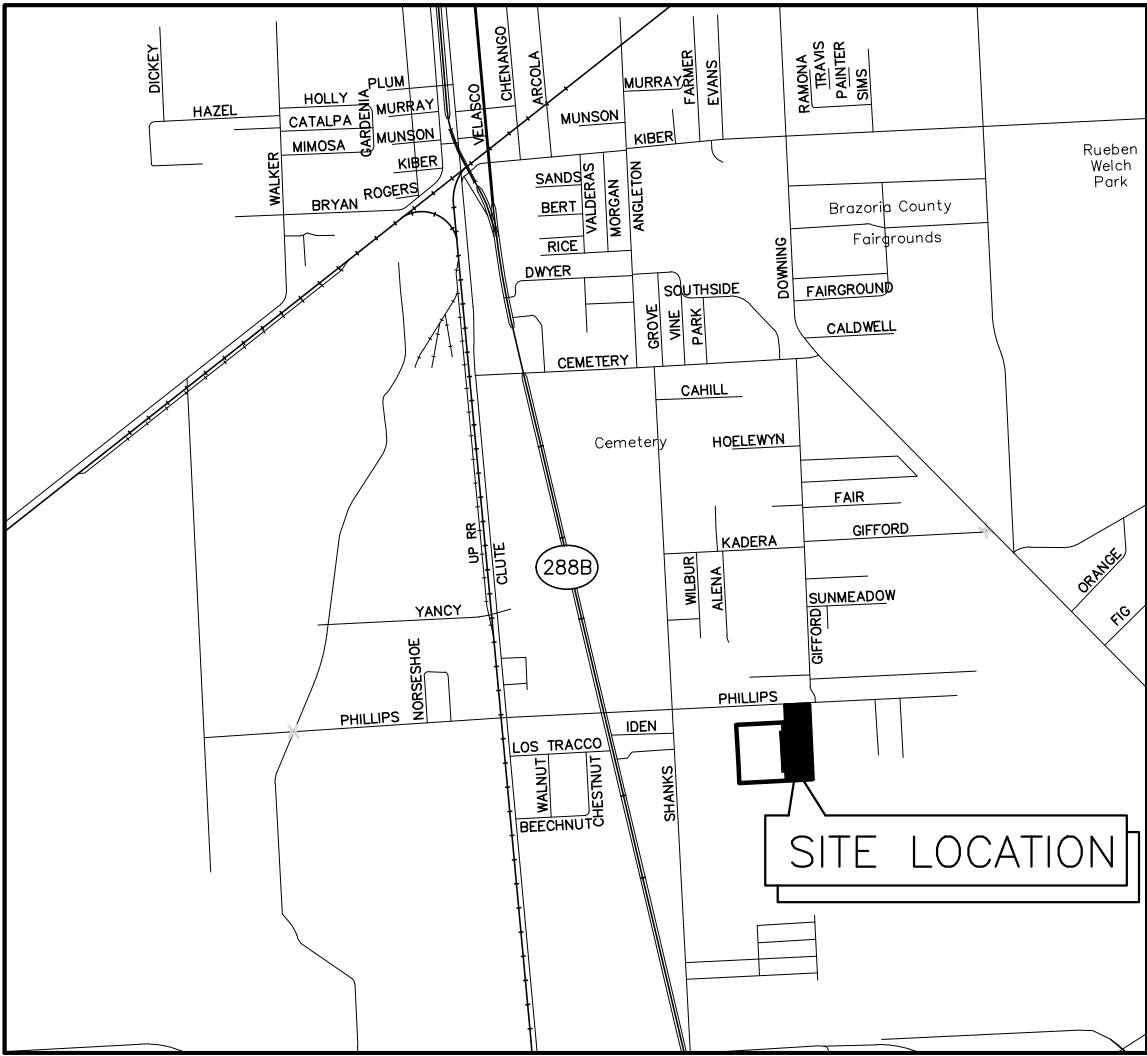 DICKEY
HAZEL
HOLLY
CATALPA
MIMOSA
GARDENIA
WALKER
BRYAN
PLUM
MURRAY
MUNSON
KIBER
ROGERS
VELASCO
CHENANGO
ARCOLA
MUNSON
MURRAY
KIBER
FARMER
EVANS
RAMONA
TRAVIS
PAINTER
SIMS
Rueben
Welch
Park
SANDS
BERT
RICE
VALDERAS
MORGAN
ANGLETON
DWYER
Brazoria County
Fairgrounds
DOWNING
FAIRGROUND
CALDWELL
SOUTHSIDE
GROVE
VINE
PARK
CEMETERY
CAHILL
Cemetery
HOELEWYN
FAIR
GIFFORD
KADERA
UP RR
CLUTE
288B
WILBUR
ALENA
SUNMEADOW
GIFFORD
ORANGE
FIG
YANCY
NORSESHOE
PHILLIPS
PHILLIPS
IDEN
LOS TRACCO
WALNUT
CHESTNUT
BEECHNUT
SHANKS
SITE LOCATION